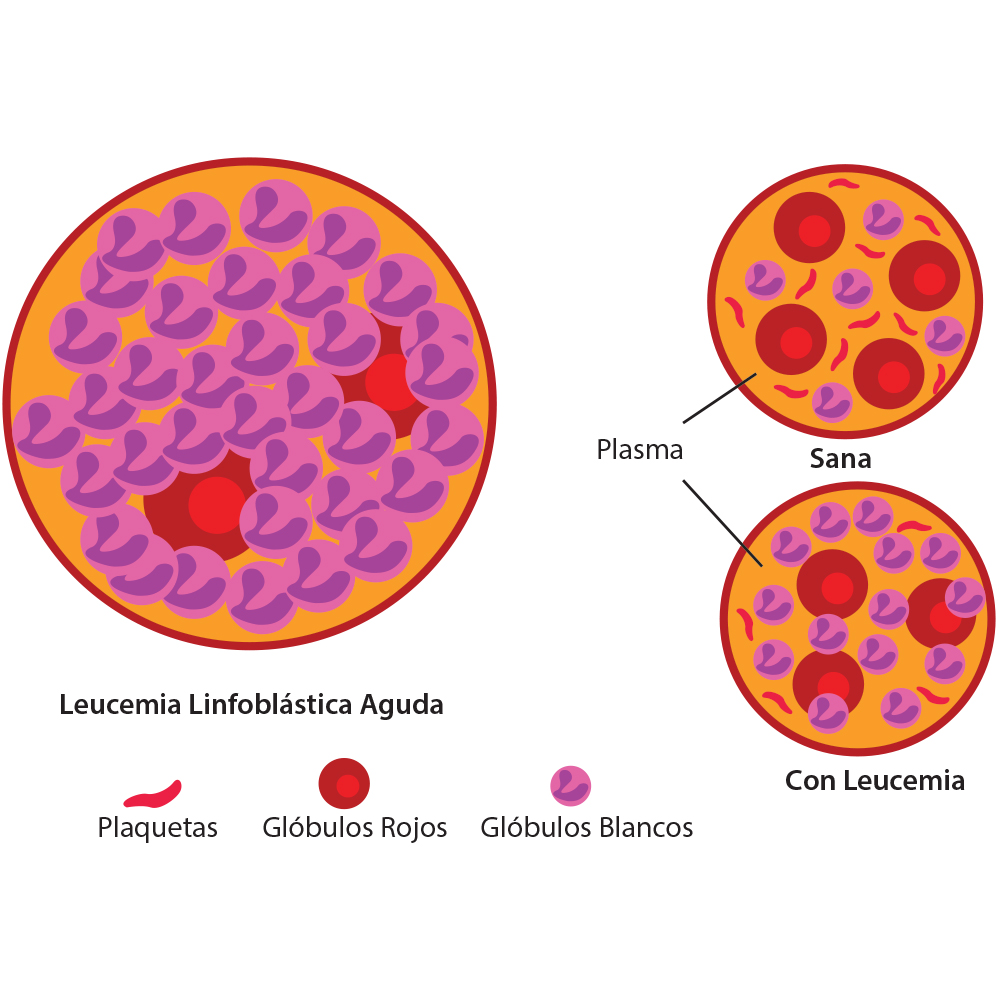 Plasma
Sana
Con Leucemia
Leucemia Linfoblástica Aguda
Plaquetas
Glóbulos Rojos
Glóbulos Blancos